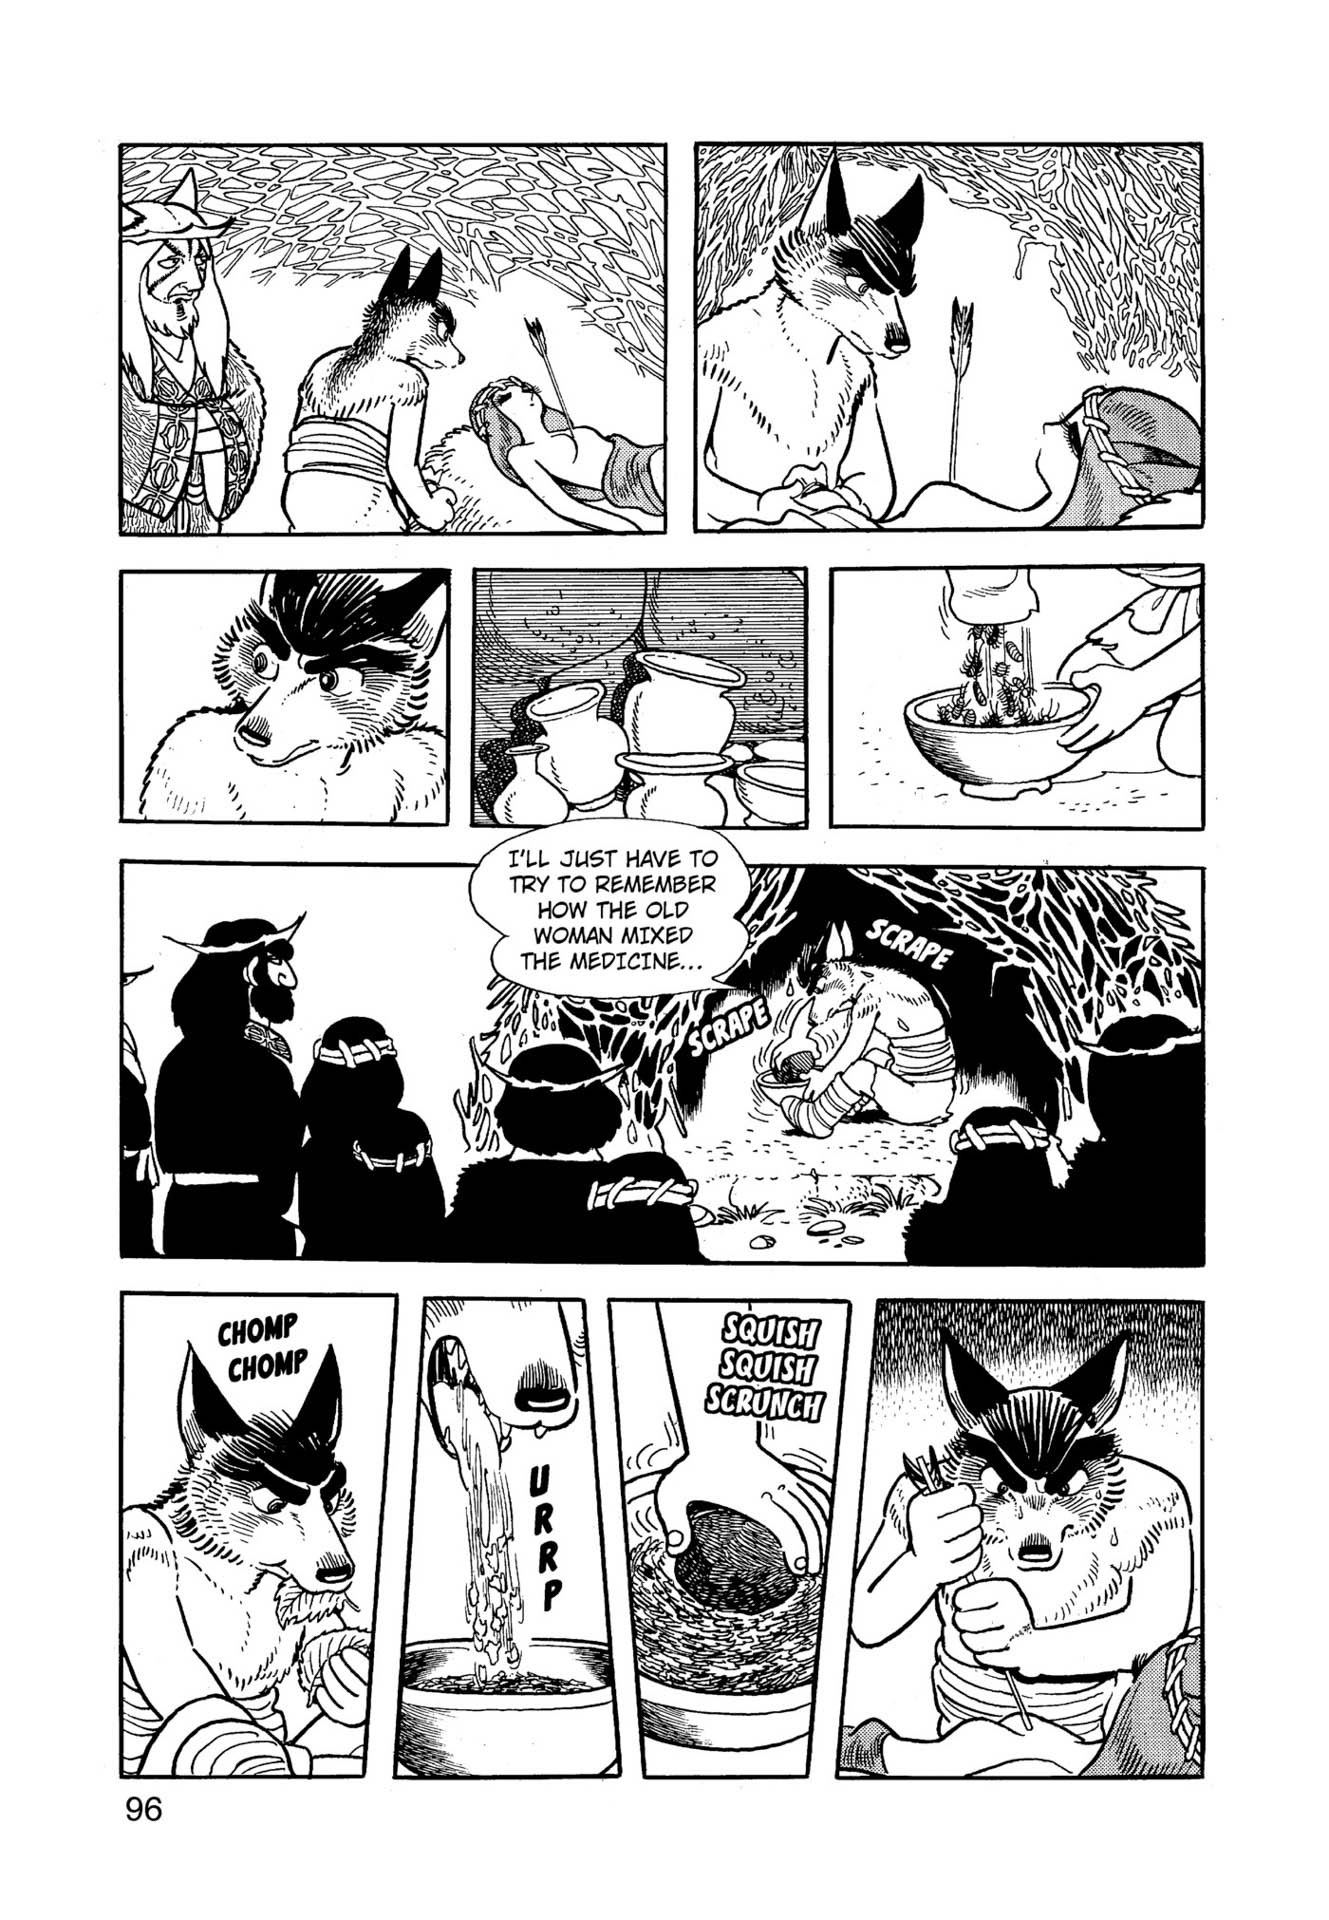 I'LL JUST HAVE TO
TRY TO REMEMBER
HOW THE OLD
WOMAN MIXED
THE MEDICINE...
SCRAPE
SCRAPE
CHOMP
CHOMP
URRP
SQUISH
SQUISH
SCRUNCH
96